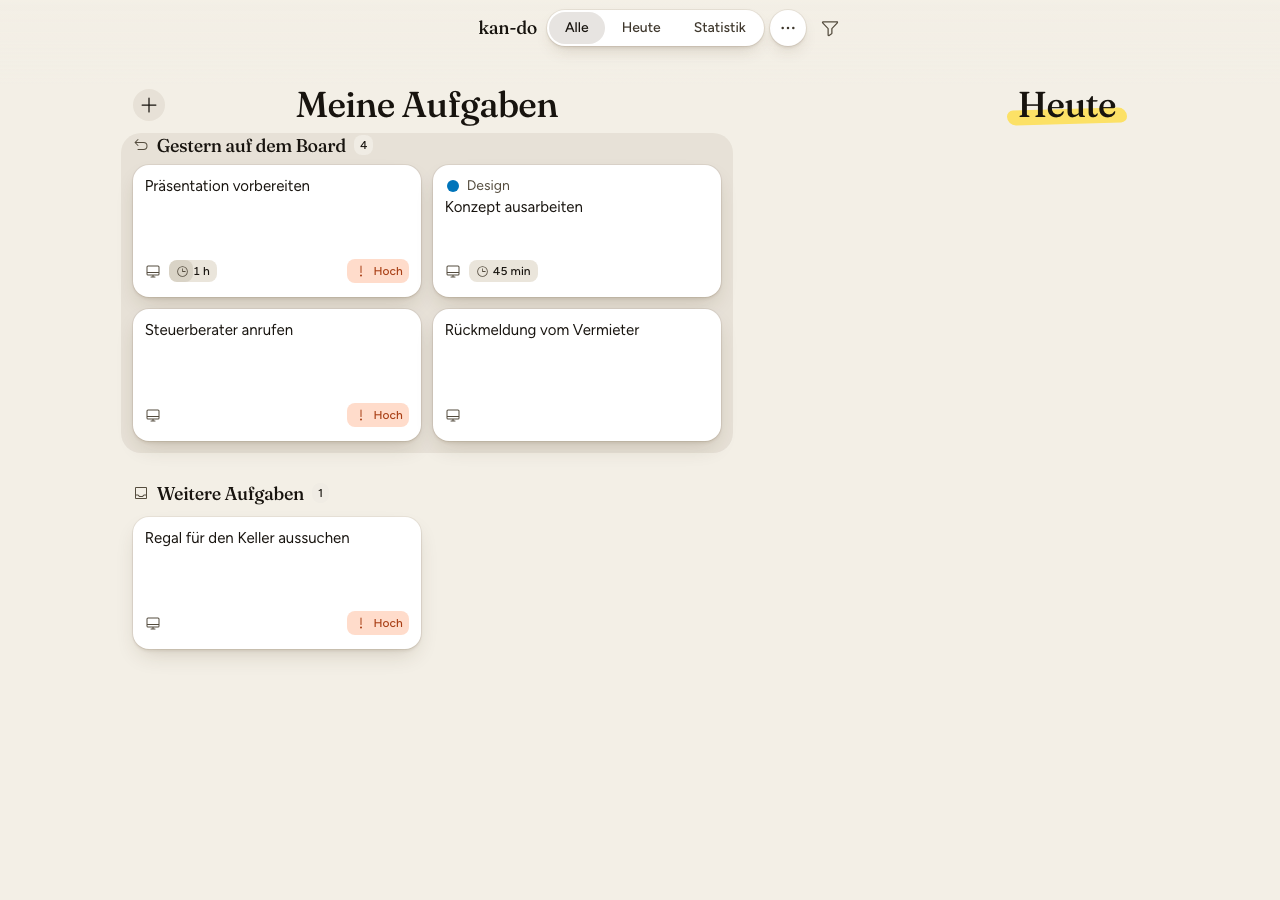 kan-do
Alle
Heute
Statistik
Meine Aufgaben
Heute
Gestern auf dem Board 4
Präsentation vorbereiten
1 h
Hoch
Design
Konzept ausarbeiten
45 min
Steuerberater anrufen
Hoch
Rückmeldung vom Vermieter
Weitere Aufgaben 1
Regal für den Keller aussuchen
Hoch